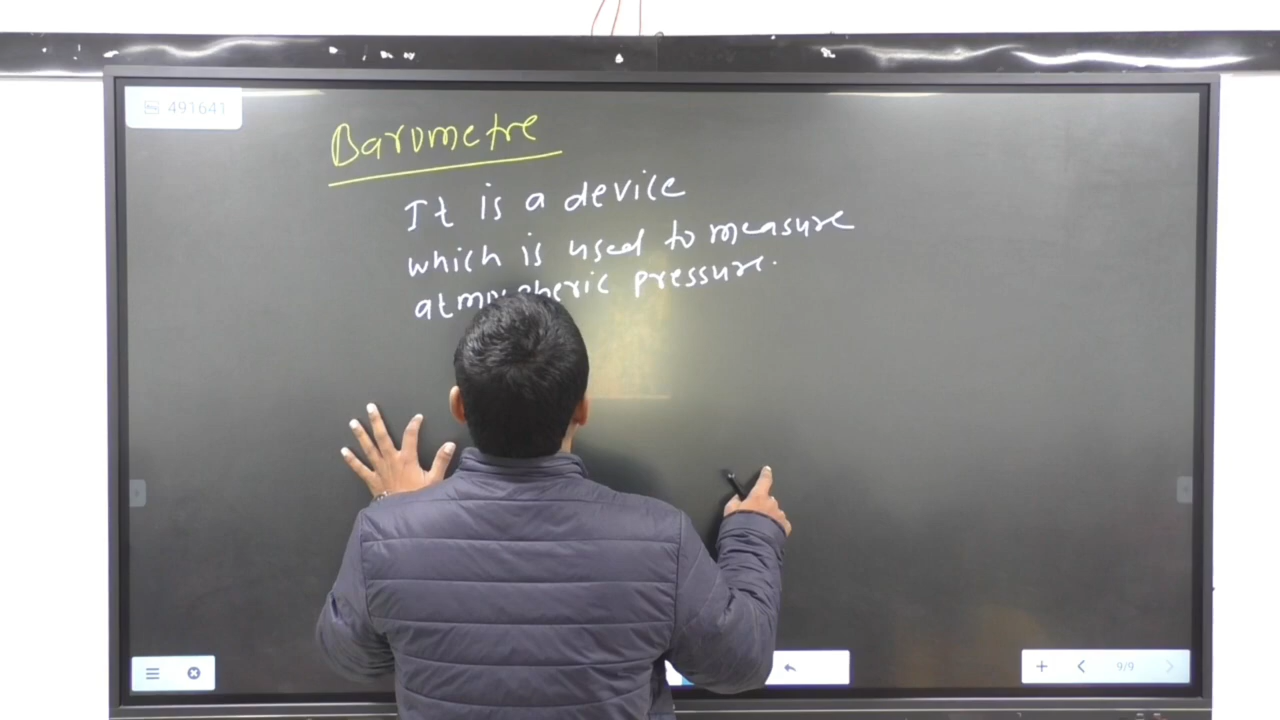 491641
Barometre
It is a device
which is used to measure
atmospheric pressure.
9/9